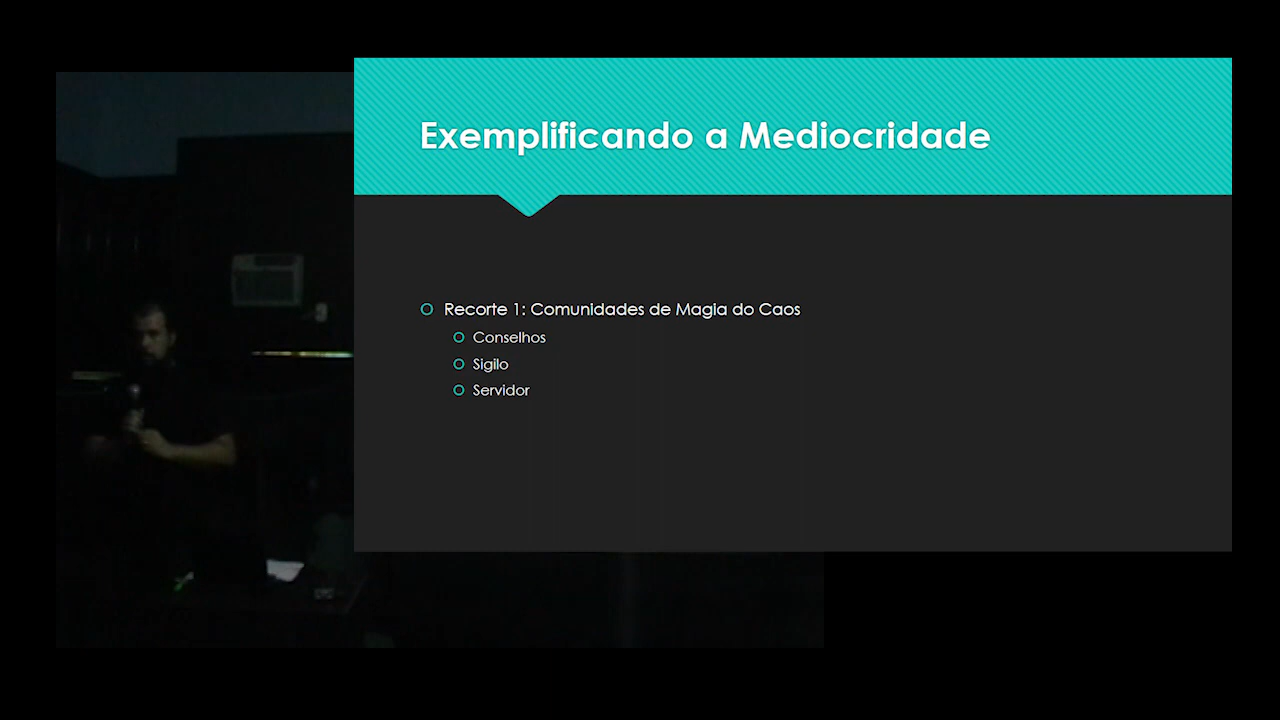 Exemplificando a Mediocridade
Recorte 1: Comunidades de Magia do Caos
Conselhos
Sigilo
Servidor